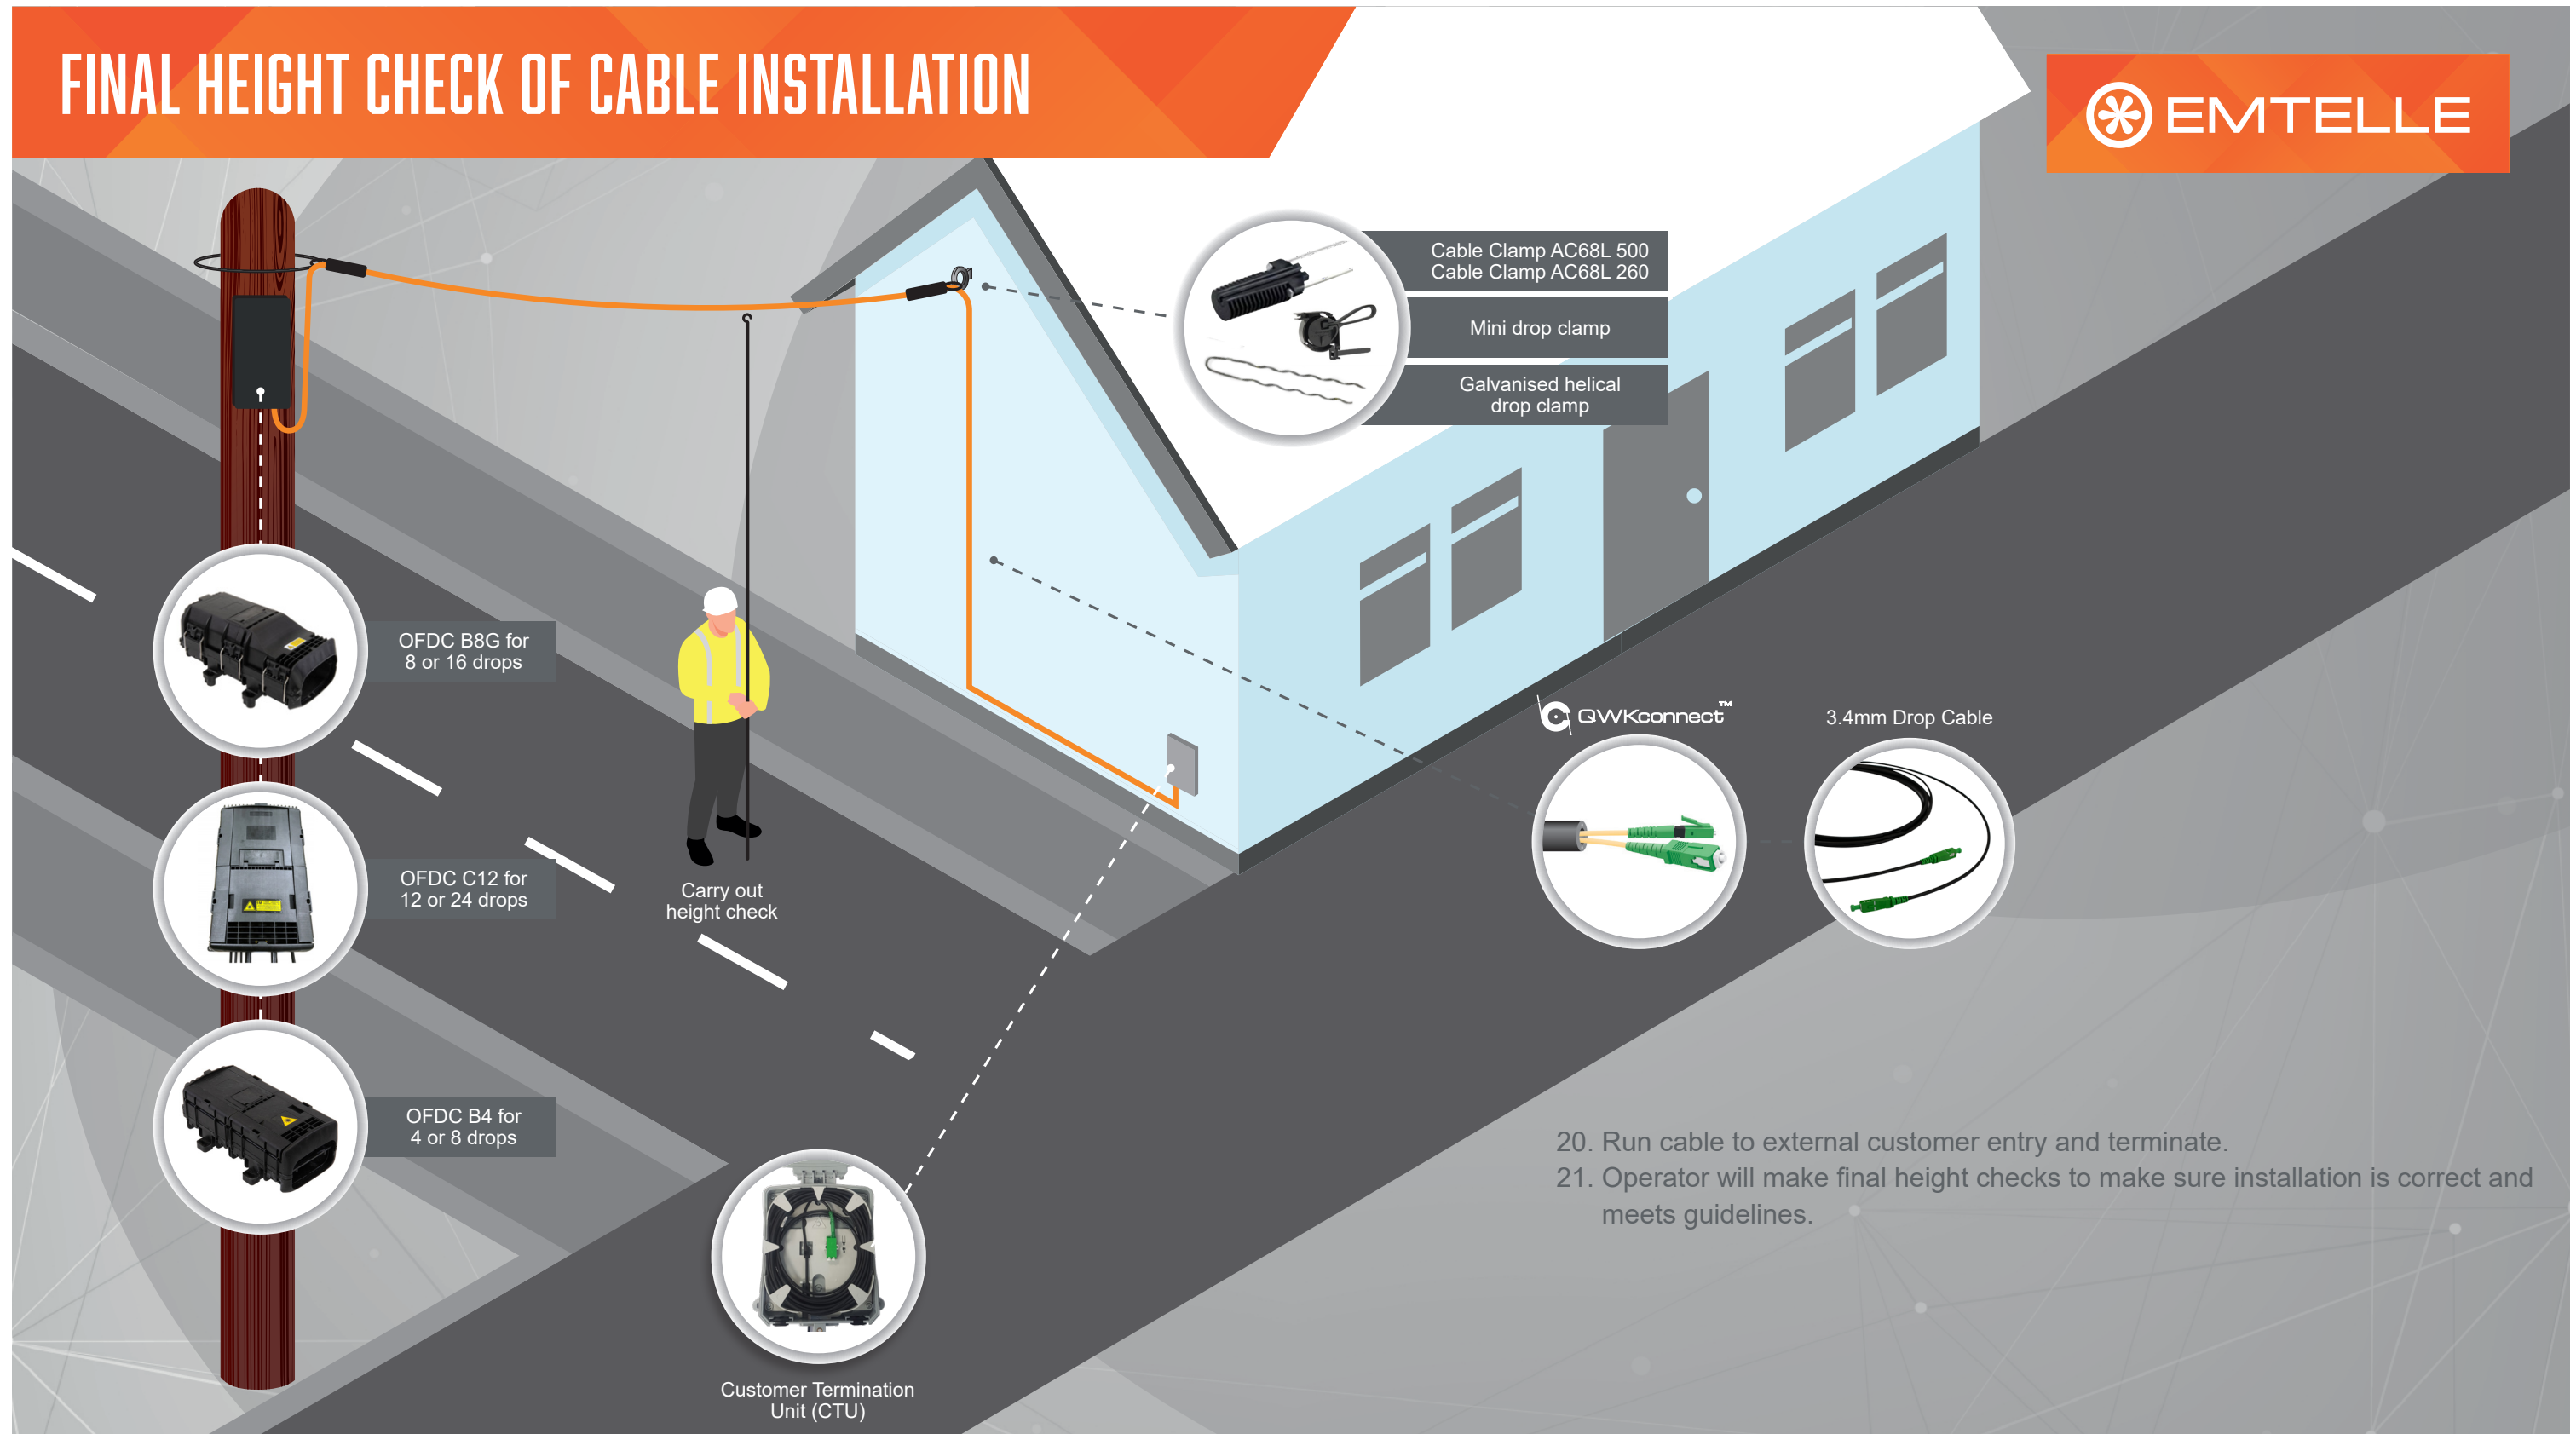 FINAL HEIGHT CHECK OF CABLE INSTALLATION
EMTELLE
Cable Clamp AC68L 500
Cable Clamp AC68L 260
Mini drop clamp
Galvanised helical
drop clamp
OFDC B8G for
8 or 16 drops
QWKconnect™
3.4mm Drop Cable
OFDC C12 for
12 or 24 drops
Carry out
height check
OFDC B4 for
4 or 8 drops
20. Run cable to external customer entry and terminate.
21. Operator will make final height checks to make sure installation is correct and
meets guidelines.
Customer Termination
Unit (CTU)